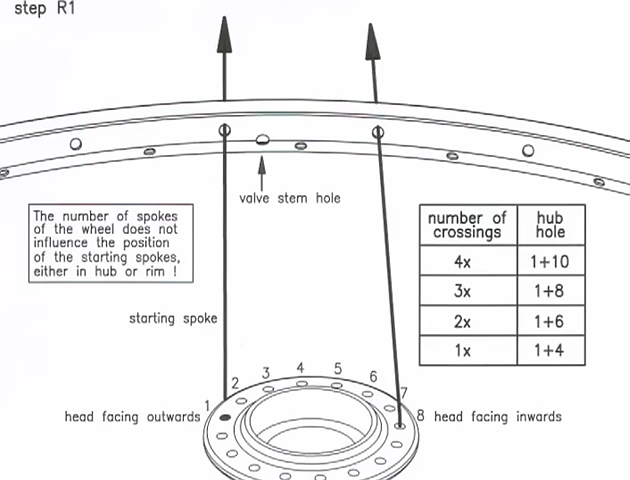 step R1
valve stem hole
The number of spokes
of the wheel does not
influence the position
of the starting spokes,
either in hub or rim !
number of crossings hub hole
4x 1+10
3x 1+8
2x 1+6
1x 1+4
starting spoke
1 2 3 4 5 6 7 8
head facing outwards
head facing inwards